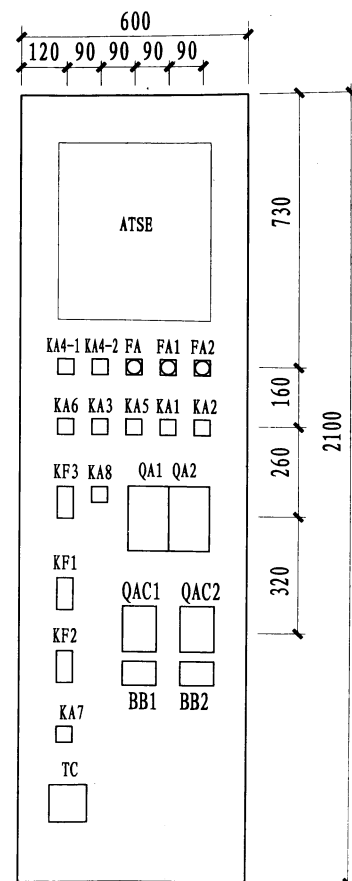 600
120 90 90 90 90
730
ATSE
KA4-1 KA4-2 FA FA1 FA2
160
KA6 KA3 KA5 KA1 KA2
2100
260
KF3 KA8 QA1 QA2
320
KF1 QAC1 QAC2
KF2
BB1 BB2
KA7
TC